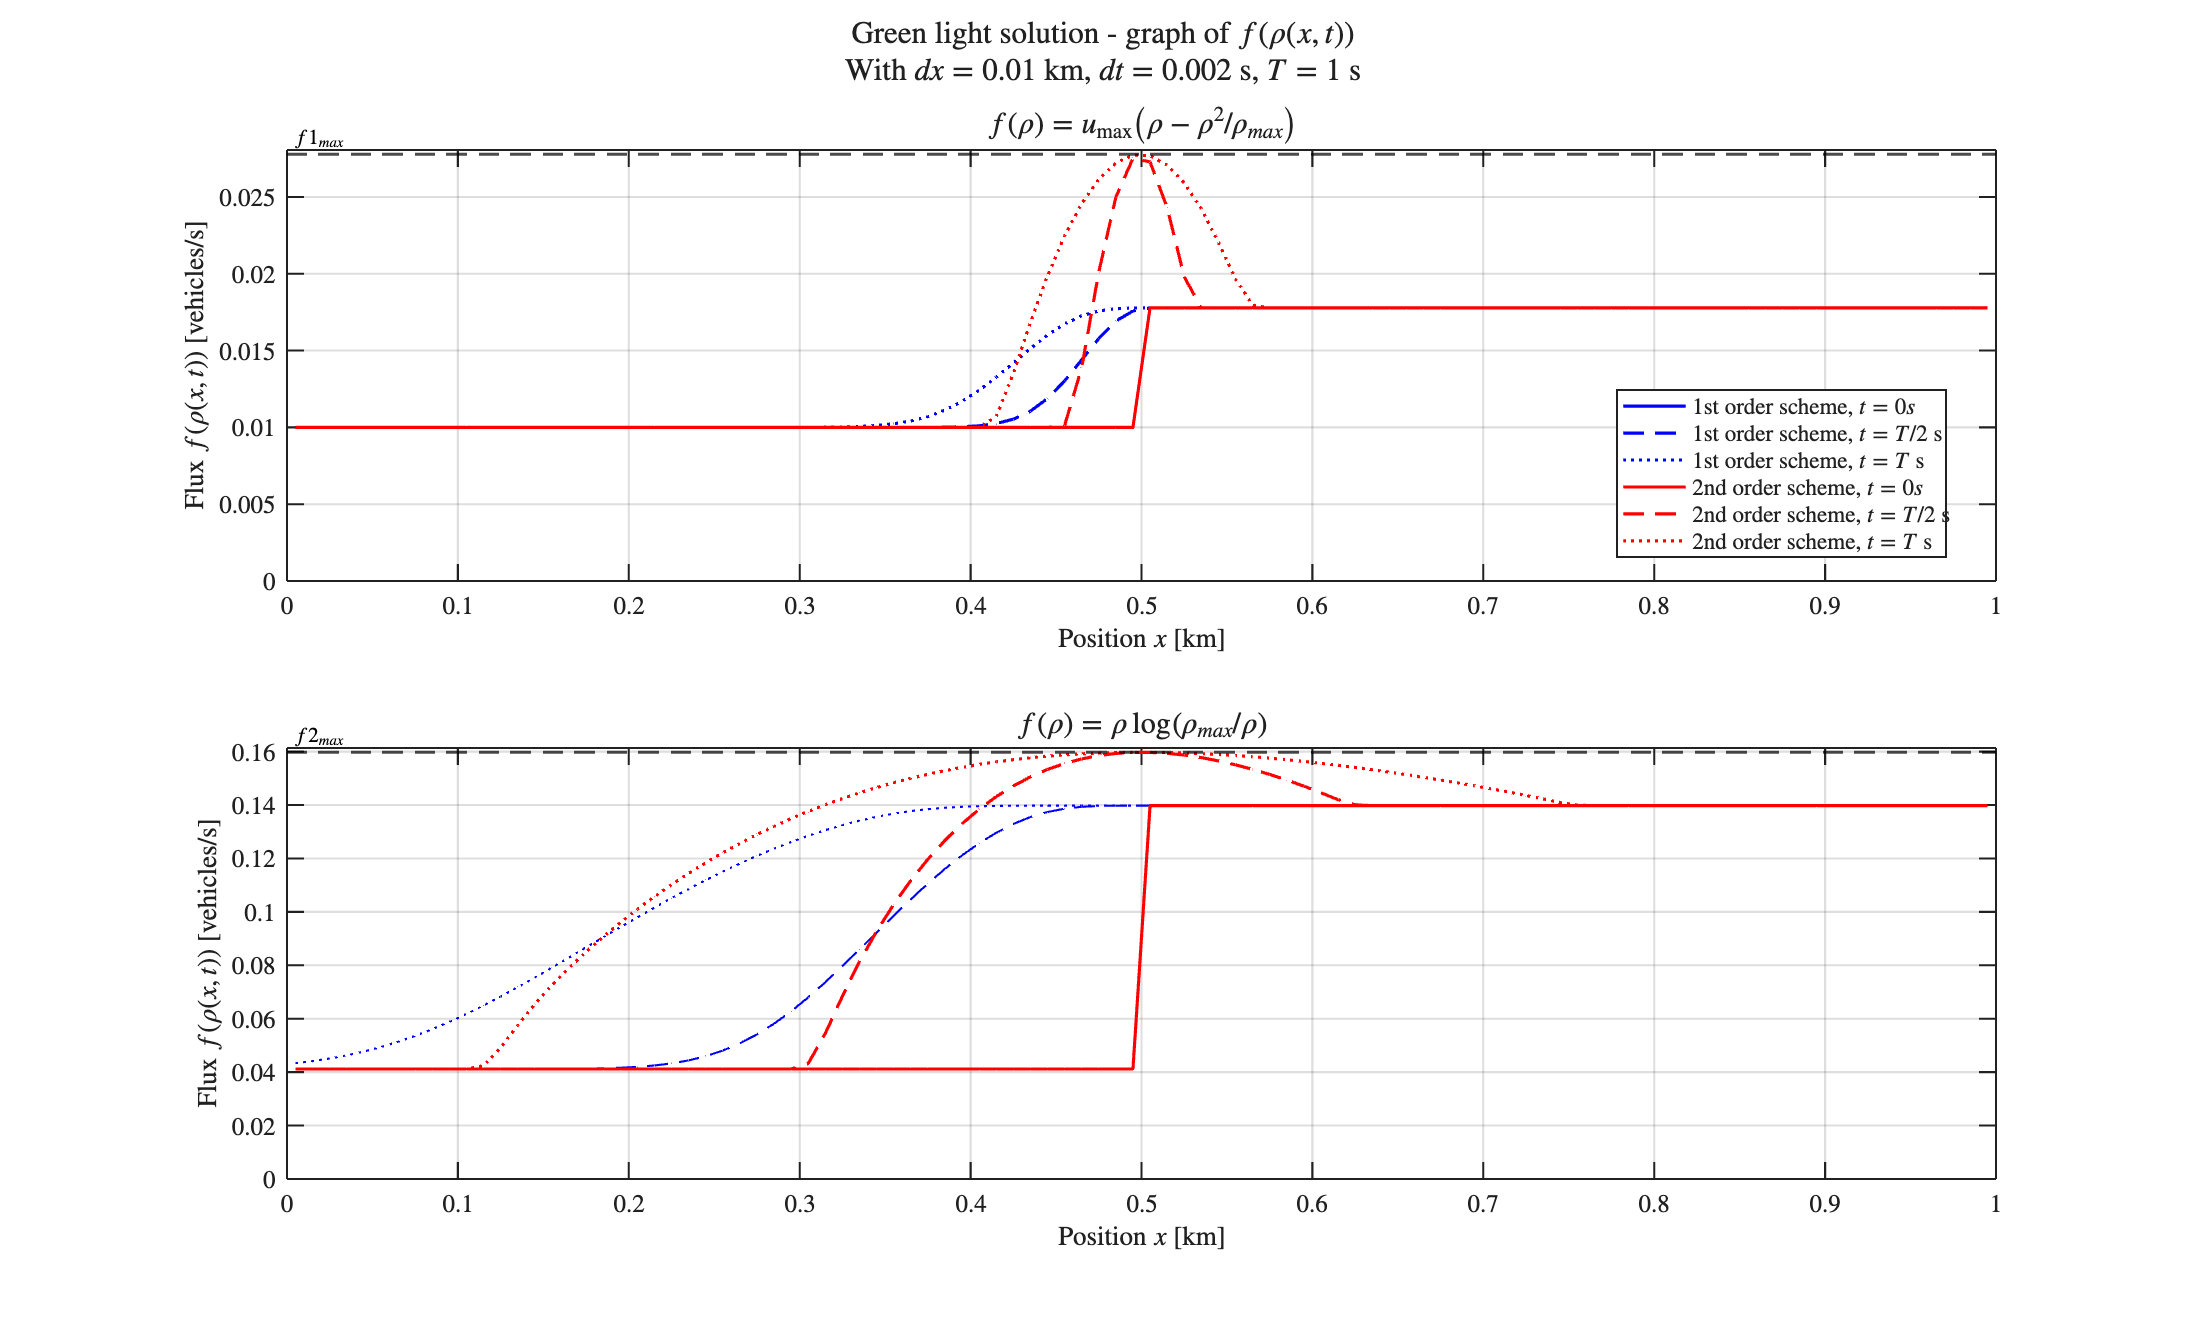 Green light solution - graph of f(ρ(x, t))
With dx = 0.01 km, dt = 0.002 s, T = 1 s
f(ρ) = u_max(ρ − ρ²/ρ_max)
f1_max
0.025
0.02
0.015
0.01
0.005
0
Flux f(ρ(x, t)) [vehicles/s]
1st order scheme, t = 0s
1st order scheme, t = T/2 s
1st order scheme, t = T s
2nd order scheme, t = 0s
2nd order scheme, t = T/2 s
2nd order scheme, t = T s
0 0.1 0.2 0.3 0.4 0.5 0.6 0.7 0.8 0.9 1
Position x [km]
f(ρ) = ρ log(ρ_max/ρ)
f2_max
0.16
0.14
0.12
0.1
0.08
0.06
0.04
0.02
0
Flux f(ρ(x, t)) [vehicles/s]
0 0.1 0.2 0.3 0.4 0.5 0.6 0.7 0.8 0.9 1
Position x [km]